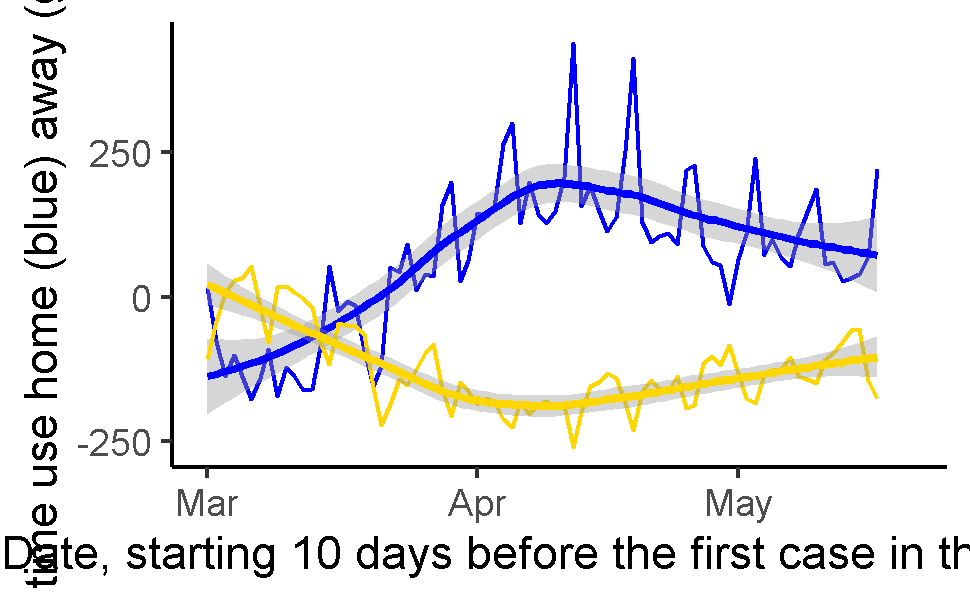 time use home (blue) away (
250
0
-250
Mar Apr May
Date, starting 10 days before the first case in th